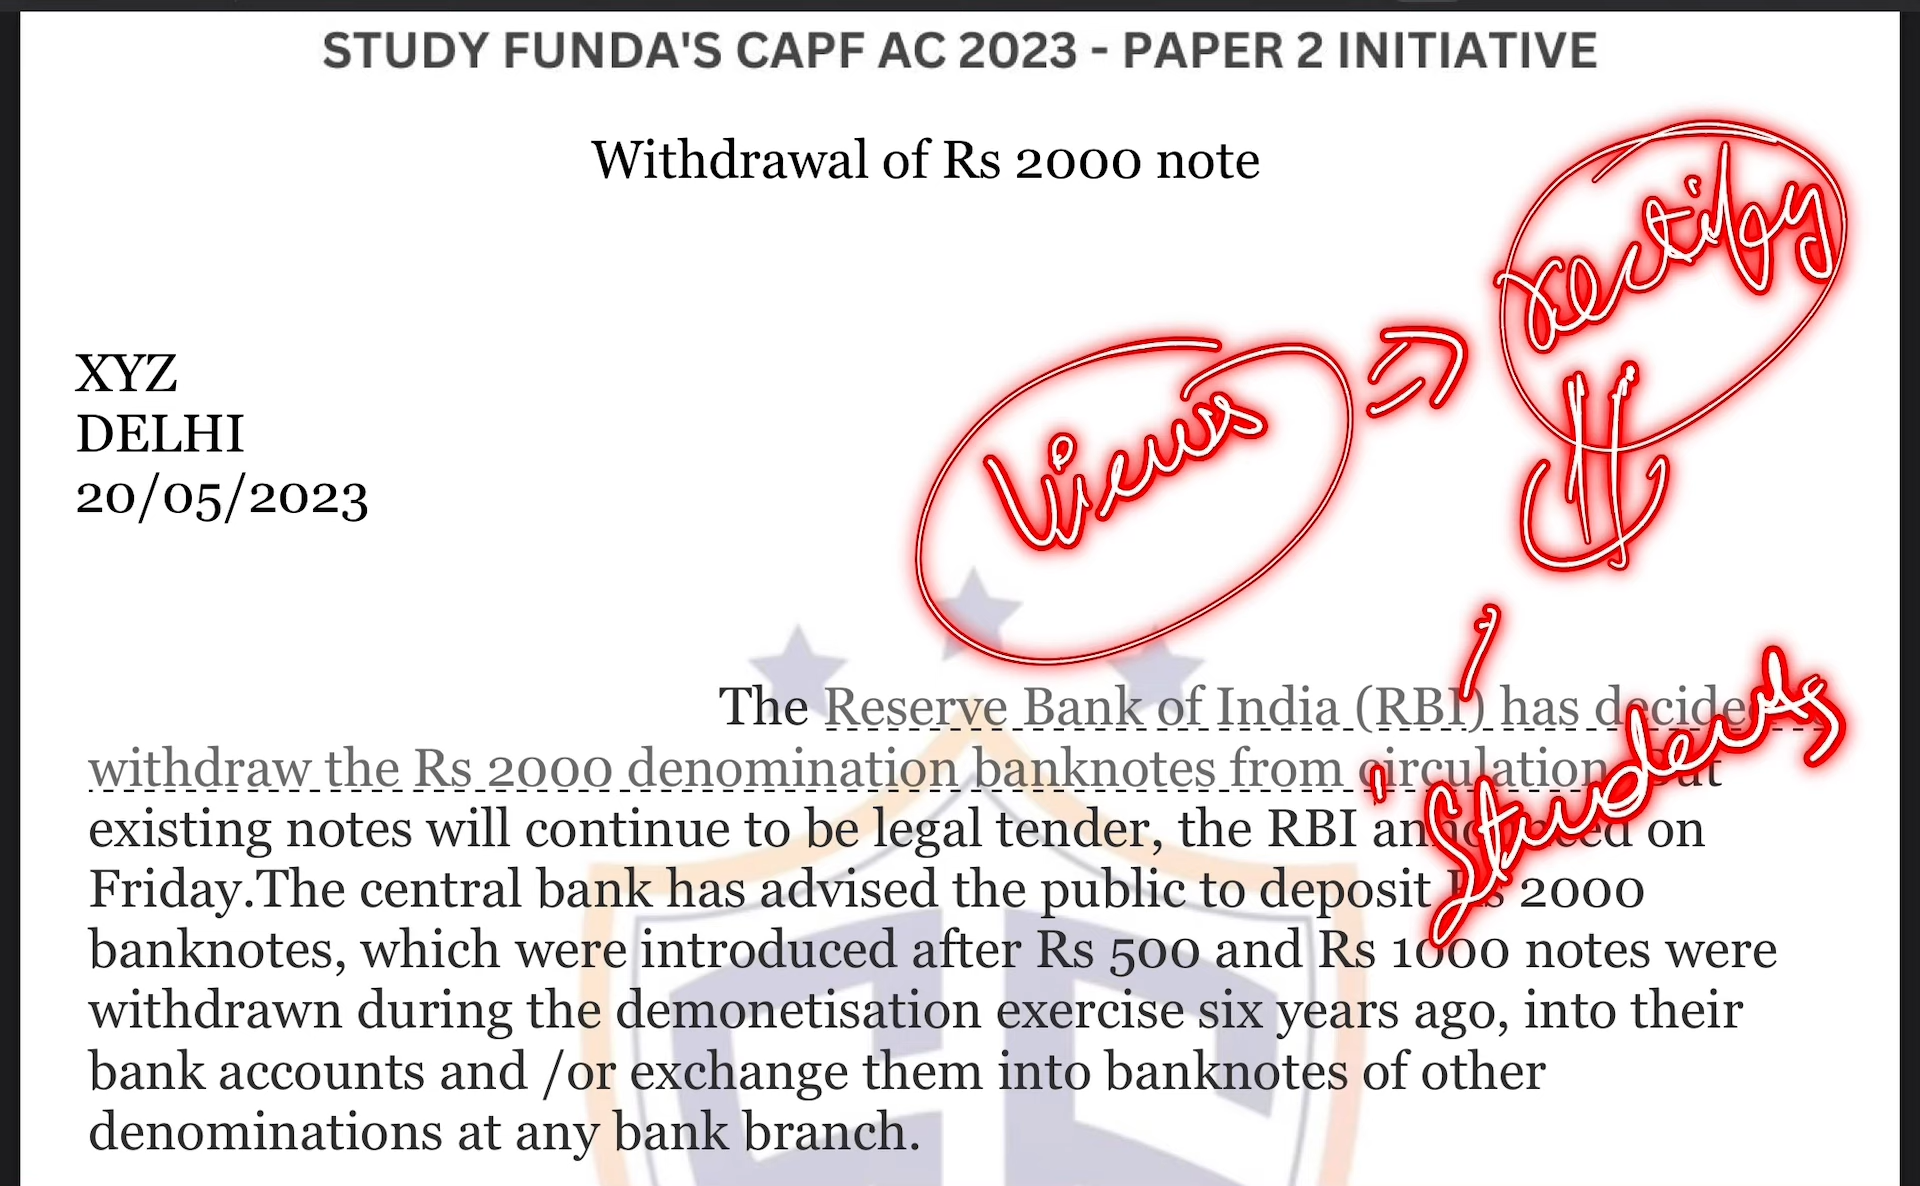 STUDY FUNDA'S CAPF AC 2023 - PAPER 2 INITIATIVE
Withdrawal of Rs 2000 note
rectify
Views
XYZ
DELHI
20/05/2023
The Reserve Bank of India (RBI) has decide
withdraw the Rs 2000 denomination banknotes from circulation
Students
existing notes will continue to be legal tender, the RBI announced on
Friday.The central bank has advised the public to deposit Rs 2000
banknotes, which were introduced after Rs 500 and Rs 1000 notes were
withdrawn during the demonetisation exercise six years ago, into their
bank accounts and /or exchange them into banknotes of other
denominations at any bank branch.